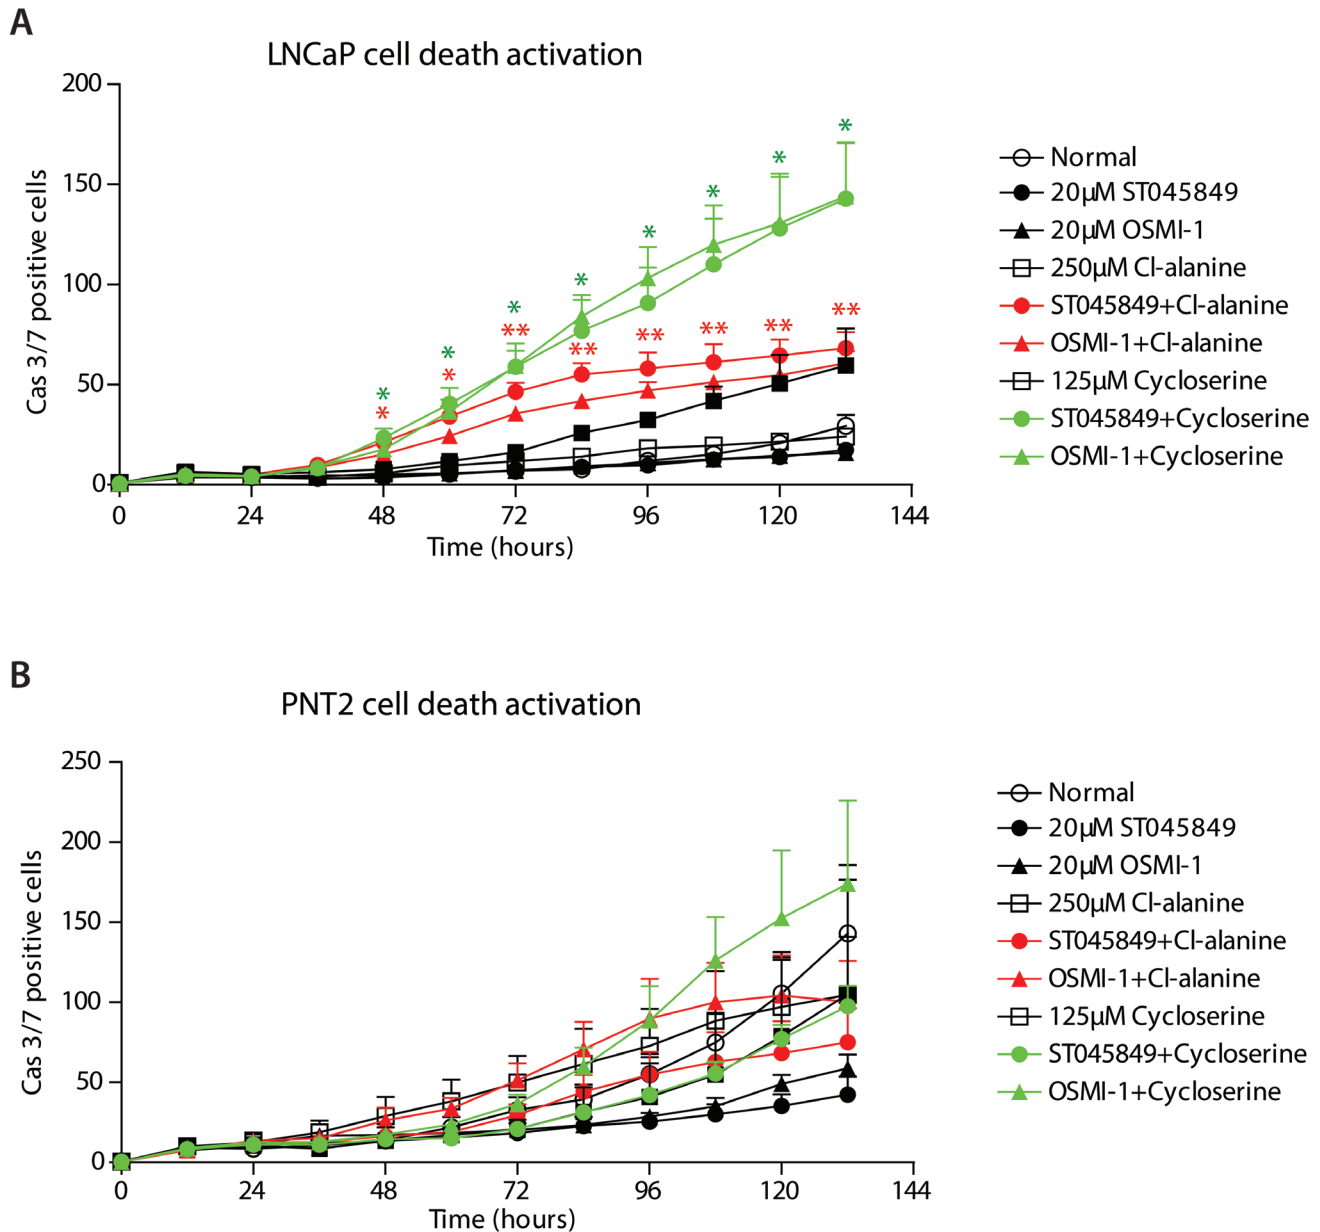 A
LNCaP cell death activation
Cas 3/7 positive cells
200
150
100
50
0
* * * * * * * *
* * ** ** ** ** ** **
0 24 48 72 96 120 144
Time (hours)
Normal
20µM ST045849
20µM OSMI-1
250µM Cl-alanine
ST045849+Cl-alanine
OSMI-1+Cl-alanine
125µM Cycloserine
ST045849+Cycloserine
OSMI-1+Cycloserine
B
PNT2 cell death activation
Cas 3/7 positive cells
250
200
150
100
50
0
0 24 48 72 96 120 144
Time (hours)
Normal
20µM ST045849
20µM OSMI-1
250µM Cl-alanine
ST045849+Cl-alanine
OSMI-1+Cl-alanine
125µM Cycloserine
ST045849+Cycloserine
OSMI-1+Cycloserine